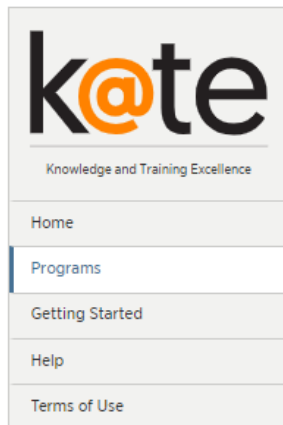 k@te
Knowledge and Training Excellence
Home
Programs
Getting Started
Help
Terms of Use